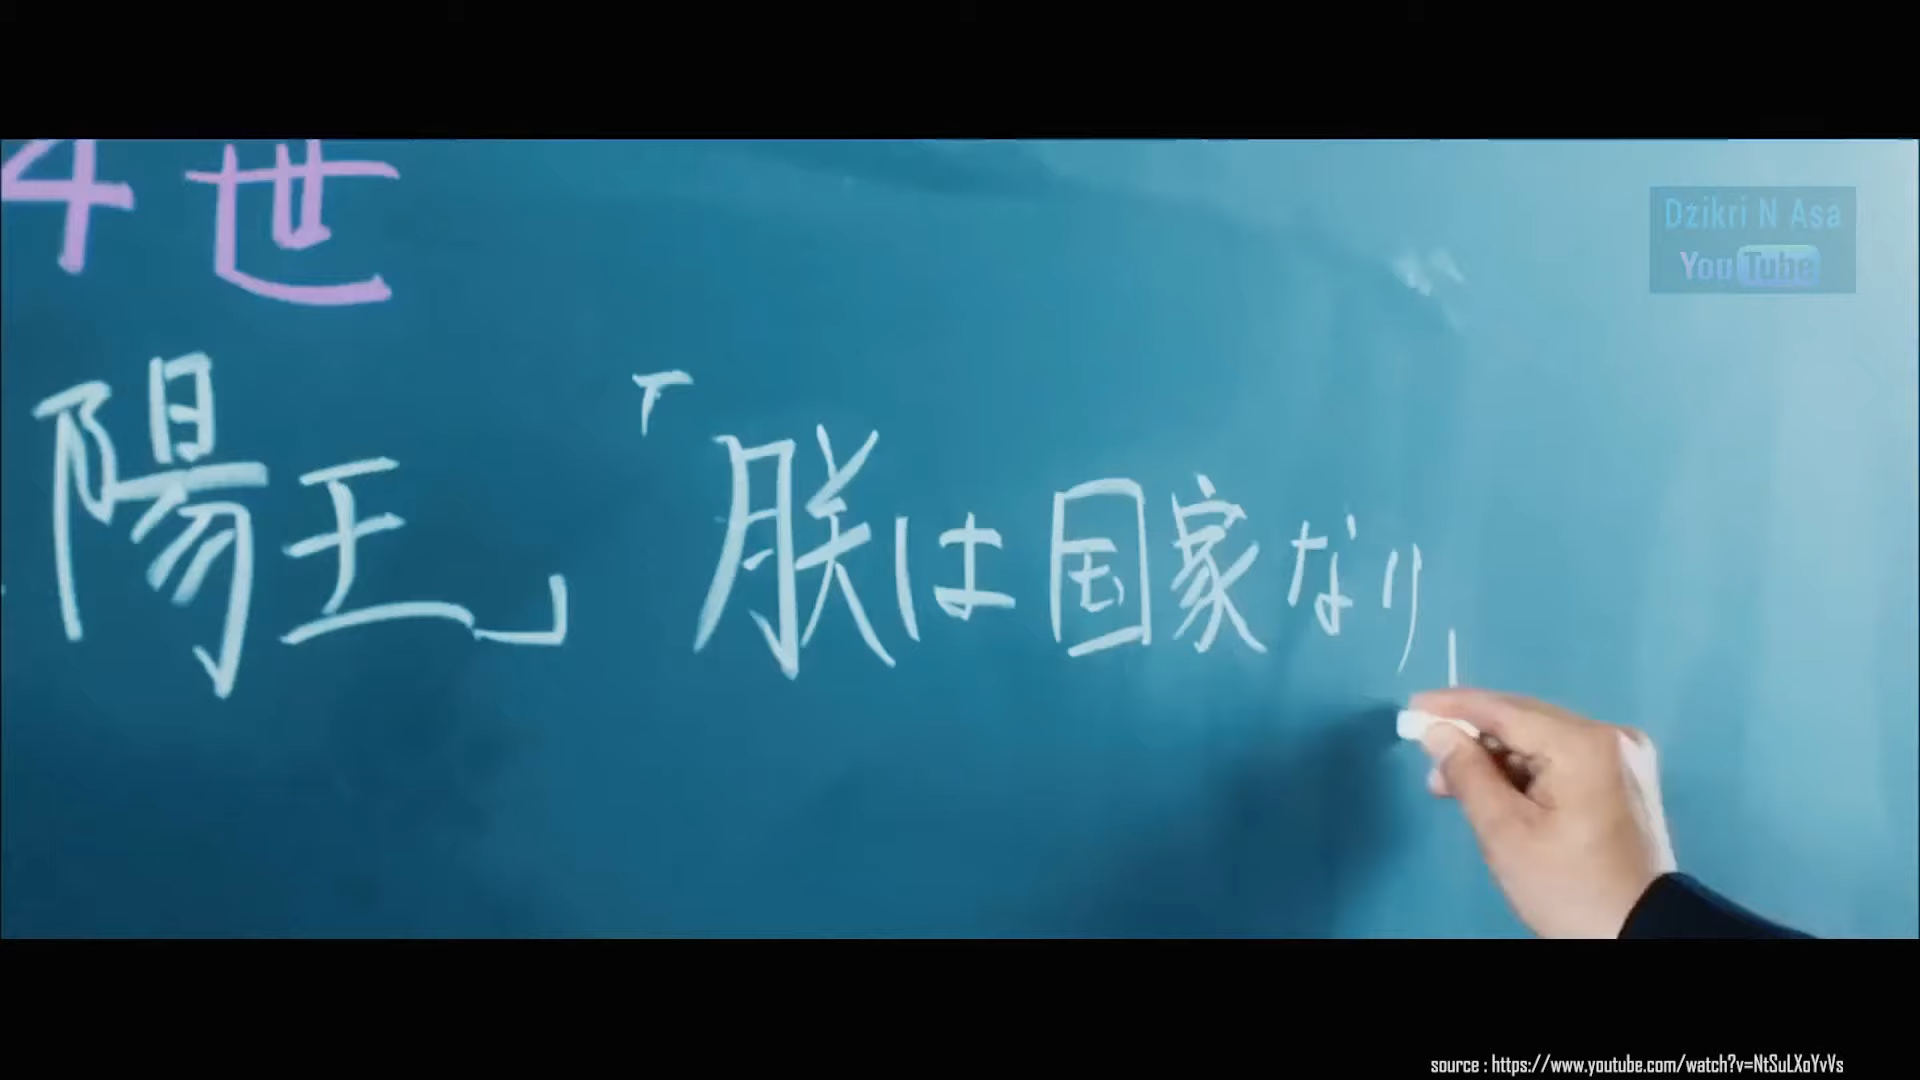 4世
陽王」「朕は国家なり」
Dzikri N Asa
YouTube
source : https://www.youtube.com/watch?v=NtSuLXoYvVs